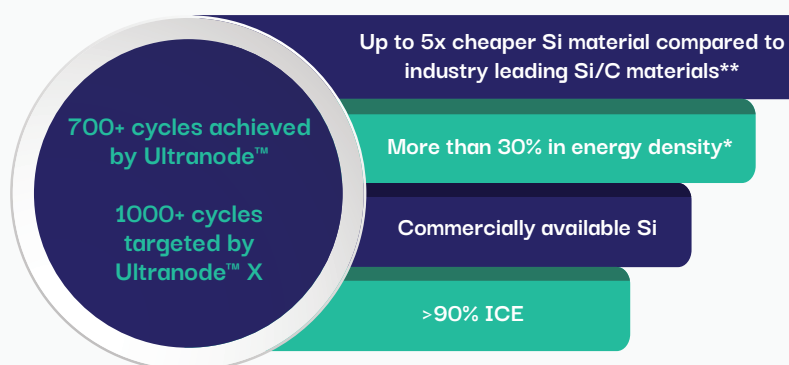 700+ cycles achieved
by Ultranode™
1000+ cycles
targeted by
Ultranode™ X
Up to 5x cheaper Si material compared to
industry leading Si/C materials**
More than 30% in energy density*
Commercially available Si
>90% ICE